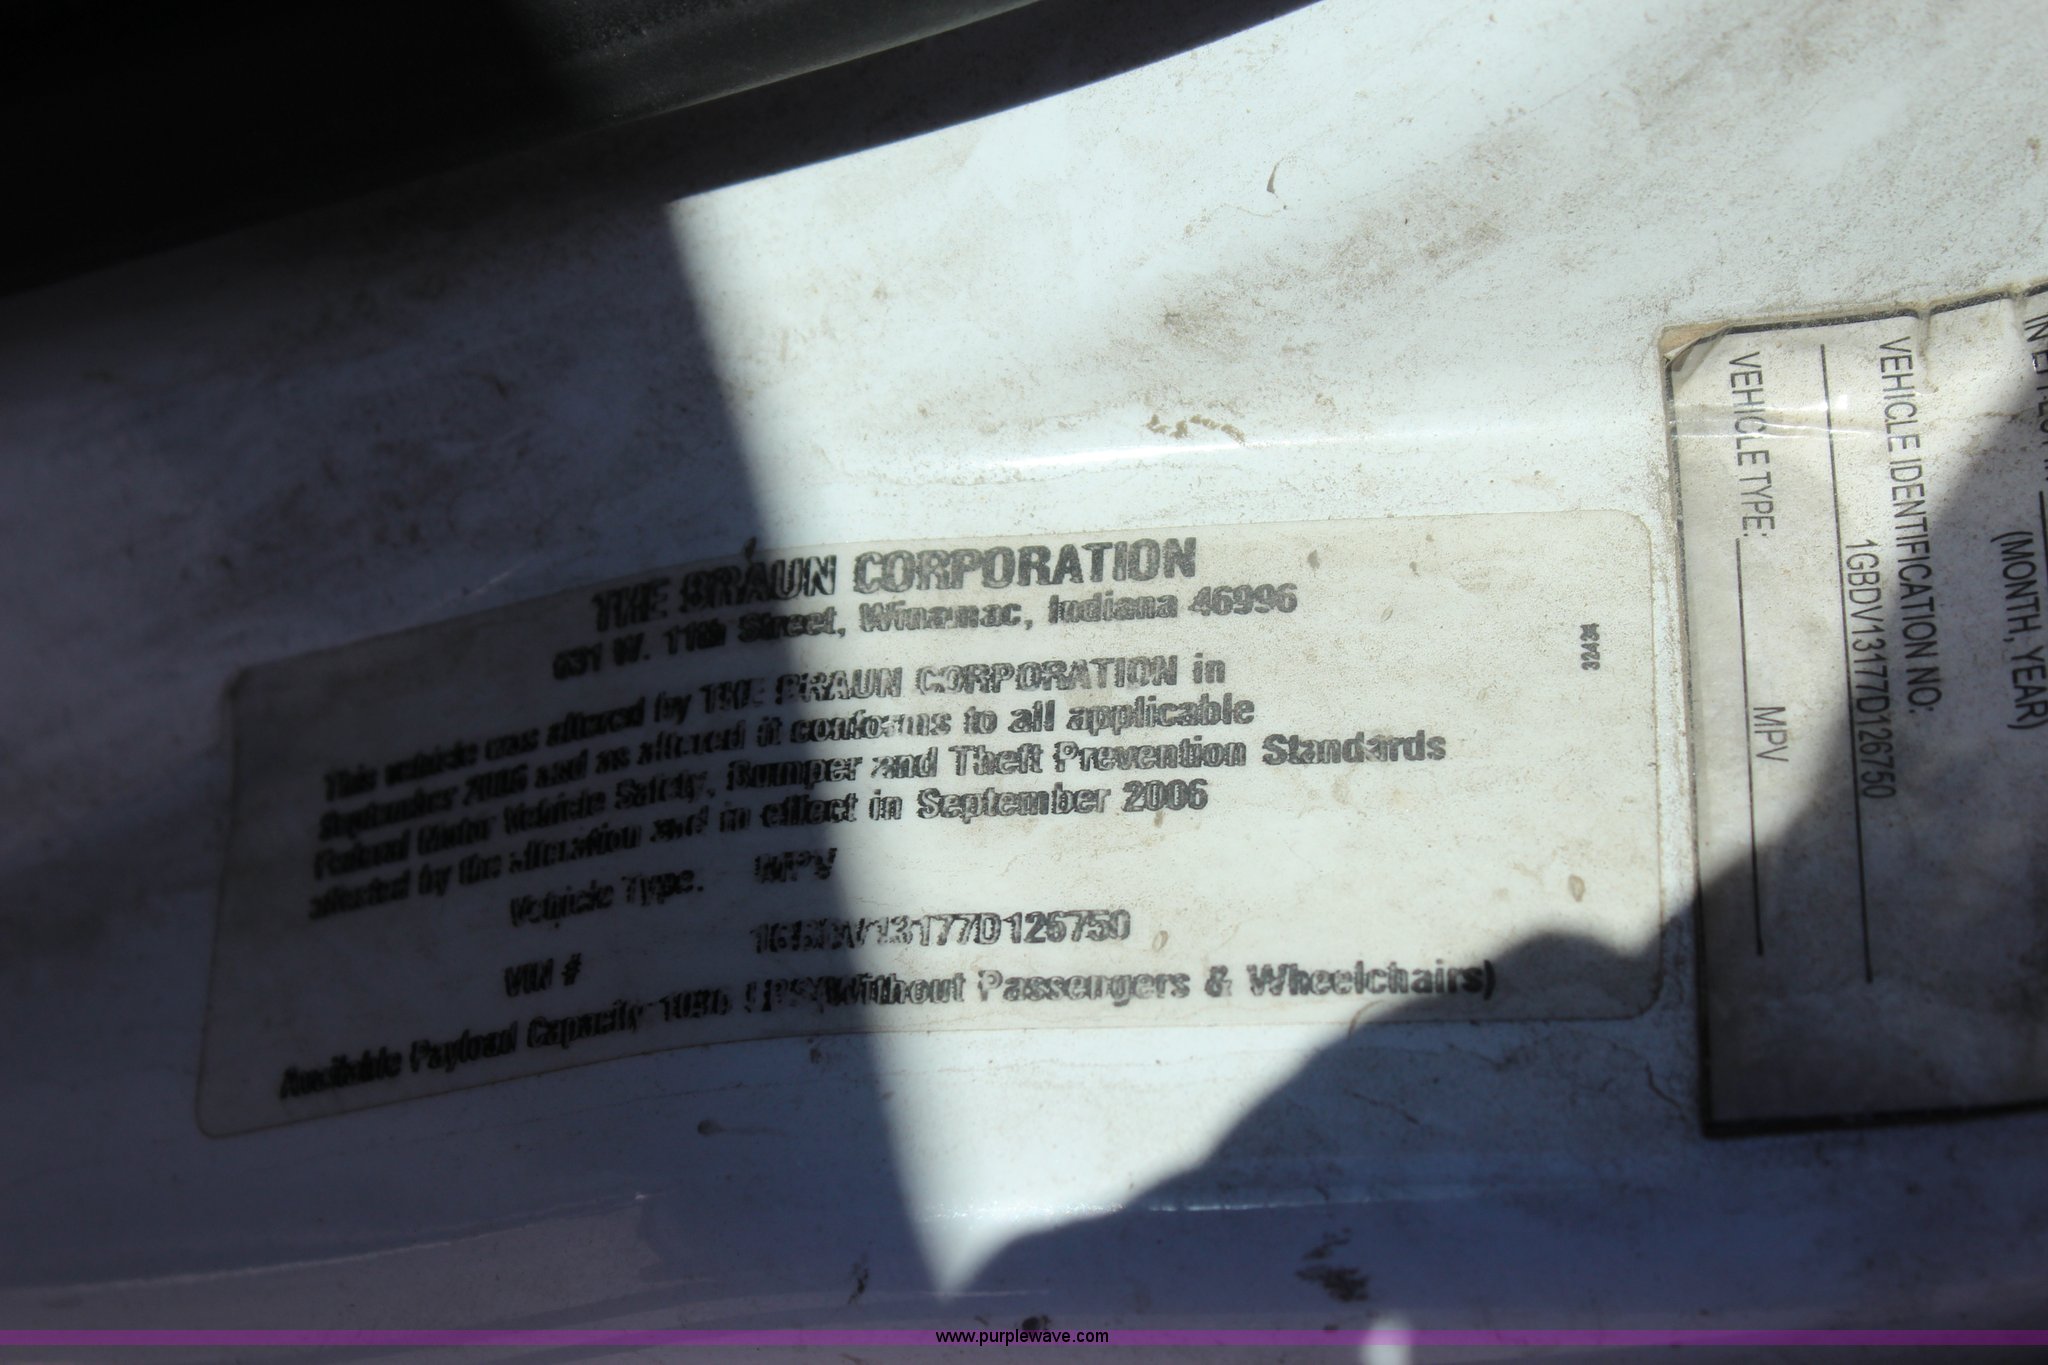 THE BRAUN CORPORATION
631 W. 11th Street, Winamac, Indiana 46996
This vehicle was altered by THE BRAUN CORPORATION in
September 2006 and as altered it conforms to all applicable
Federal Motor Vehicle Safety, Bumper and Theft Prevention Standards
affected by the alteration and in effect in September 2006
Vehicle Type: MPV
VIN # 1GBDV13177D126750
Available Payload Capacity (Without Passengers & Wheelchairs)
32434
(MONTH, YEAR)
VEHICLE IDENTIFICATION NO:
1GBDV13177D126750
VEHICLE TYPE: MPV
www.purplewave.com